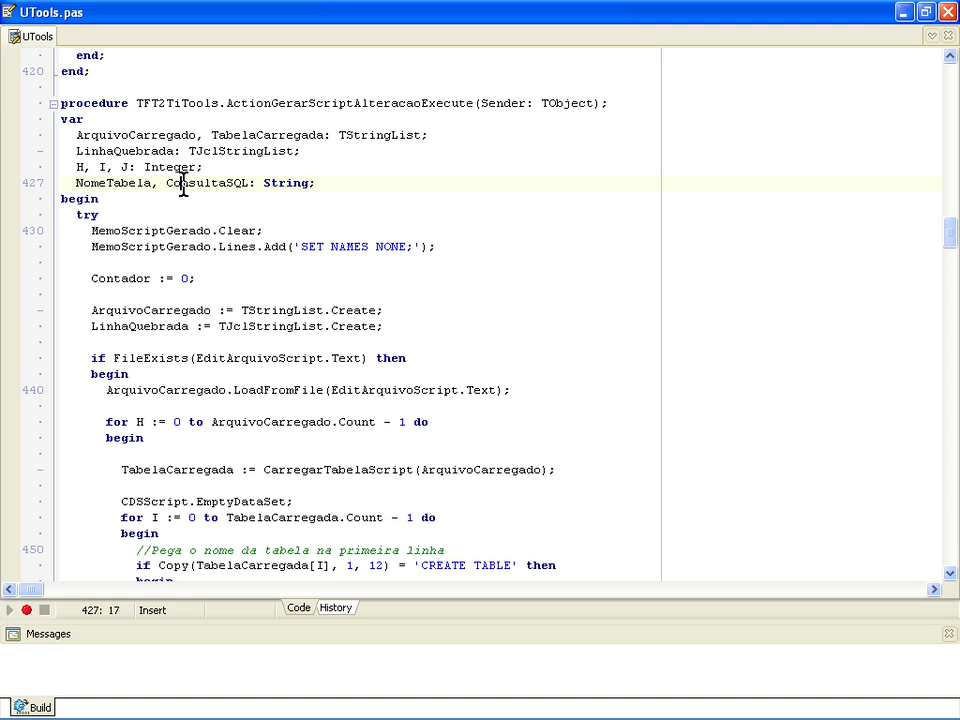 UTools.pas
UTools
end;
420 end;
procedure TFT2TiTools.ActionGerarScriptAlteracaoExecute(Sender: TObject);
var
ArquivoCarregado, TabelaCarregada: TStringList;
LinhaQuebrada: TJclStringList;
H, I, J: Integer;
427 NomeTabela, ConsultaSQL: String;
begin
try
430 MemoScriptGerado.Clear;
MemoScriptGerado.Lines.Add('SET NAMES NONE;');
Contador := 0;
ArquivoCarregado := TStringList.Create;
LinhaQuebrada := TJclStringList.Create;
if FileExists(EditArquivoScript.Text) then
begin
440 ArquivoCarregado.LoadFromFile(EditArquivoScript.Text);
for H := 0 to ArquivoCarregado.Count - 1 do
begin
TabelaCarregada := CarregarTabelaScript(ArquivoCarregado);
CDSScript.EmptyDataSet;
for I := 0 to TabelaCarregada.Count - 1 do
begin
450 //Pega o nome da tabela na primeira linha
if Copy(TabelaCarregada[I], 1, 12) = 'CREATE TABLE' then
begin
427: 17 Insert Code History
Messages
Build